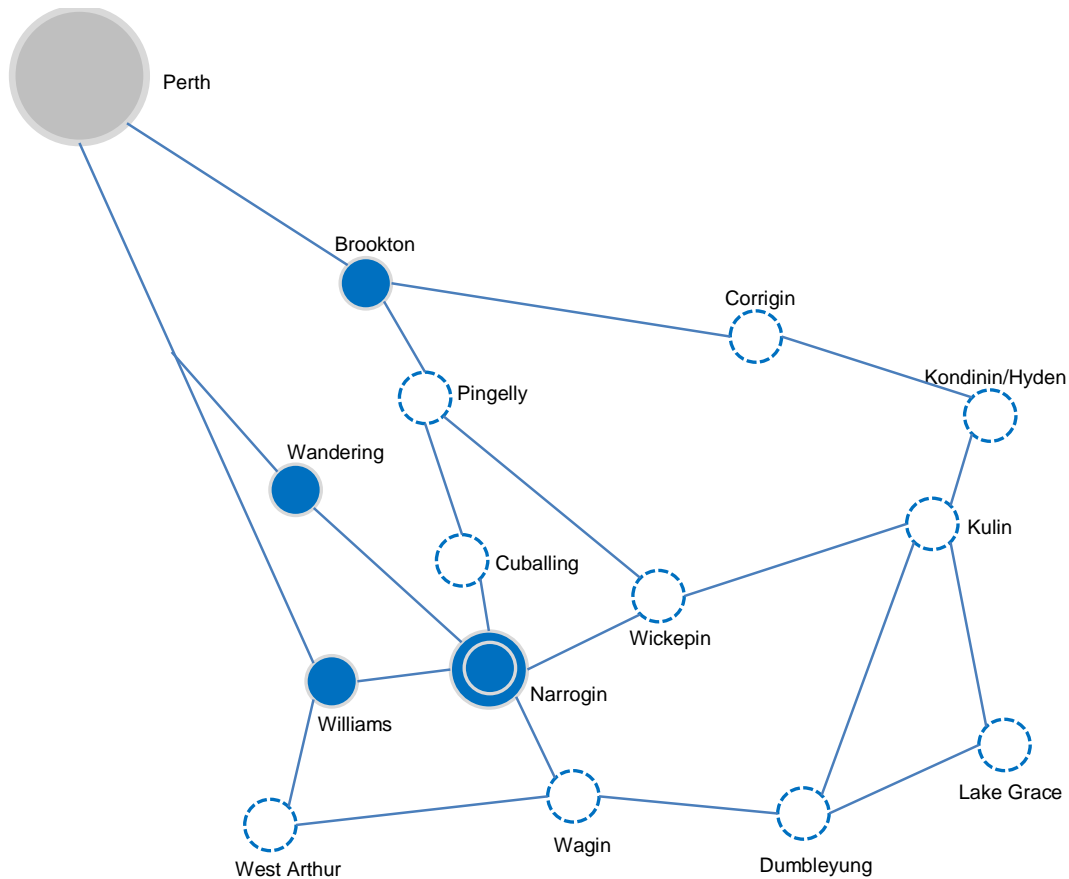 Perth
Brookton
Corrigin
Kondinin/Hyden
Pingelly
Wandering
Kulin
Cuballing
Wickepin
Narrogin
Williams
Lake Grace
Wagin
Dumbleyung
West Arthur